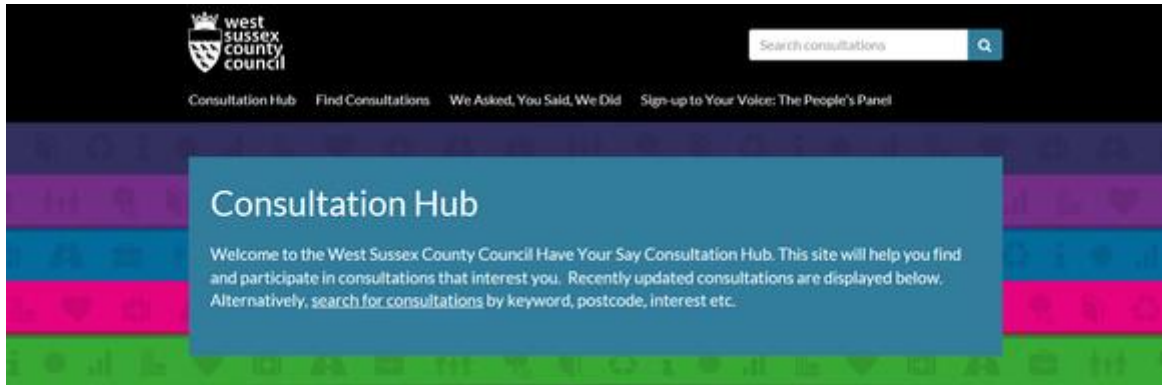 west
sussex
county
council
Search consultations
Consultation Hub Find Consultations We Asked, You Said, We Did Sign-up to Your Voice: The People's Panel
Consultation Hub
Welcome to the West Sussex County Council Have Your Say Consultation Hub. This site will help you find
and participate in consultations that interest you. Recently updated consultations are displayed below.
Alternatively, search for consultations by keyword, postcode, interest etc.